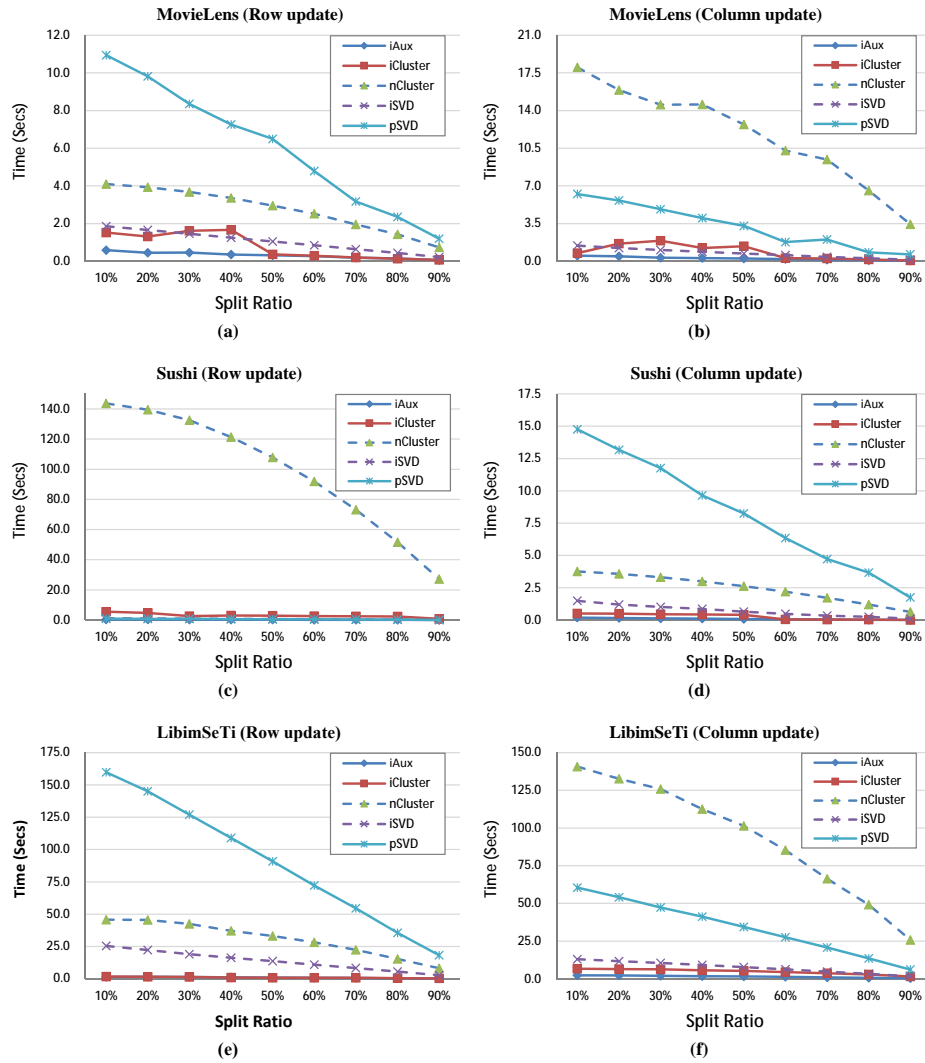 MovieLens (Row update)
12.0
10.0
8.0
6.0
4.0
2.0
0.0
Time (Secs)
iAux
iCluster
nCluster
iSVD
pSVD
10% 20% 30% 40% 50% 60% 70% 80% 90%
Split Ratio
(a)
MovieLens (Column update)
21.0
17.5
14.0
10.5
7.0
3.5
0.0
Time (Secs)
iAux
iCluster
nCluster
iSVD
pSVD
10% 20% 30% 40% 50% 60% 70% 80% 90%
Split Ratio
(b)
Sushi (Row update)
140.0
120.0
100.0
80.0
60.0
40.0
20.0
0.0
Time (Secs)
iAux
iCluster
nCluster
iSVD
pSVD
10% 20% 30% 40% 50% 60% 70% 80% 90%
Split Ratio
(c)
Sushi (Column update)
17.5
15.0
12.5
10.0
7.5
5.0
2.5
0.0
Time (Secs)
iAux
iCluster
nCluster
iSVD
pSVD
10% 20% 30% 40% 50% 60% 70% 80% 90%
Split Ratio
(d)
LibimSeTi (Row update)
175.0
150.0
125.0
100.0
75.0
50.0
25.0
0.0
Time (Secs)
iAux
iCluster
nCluster
iSVD
pSVD
10% 20% 30% 40% 50% 60% 70% 80% 90%
Split Ratio
(e)
LibimSeTi (Column update)
150.0
125.0
100.0
75.0
50.0
25.0
0.0
Time (Secs)
iAux
iCluster
nCluster
iSVD
pSVD
10% 20% 30% 40% 50% 60% 70% 80% 90%
Split Ratio
(f)